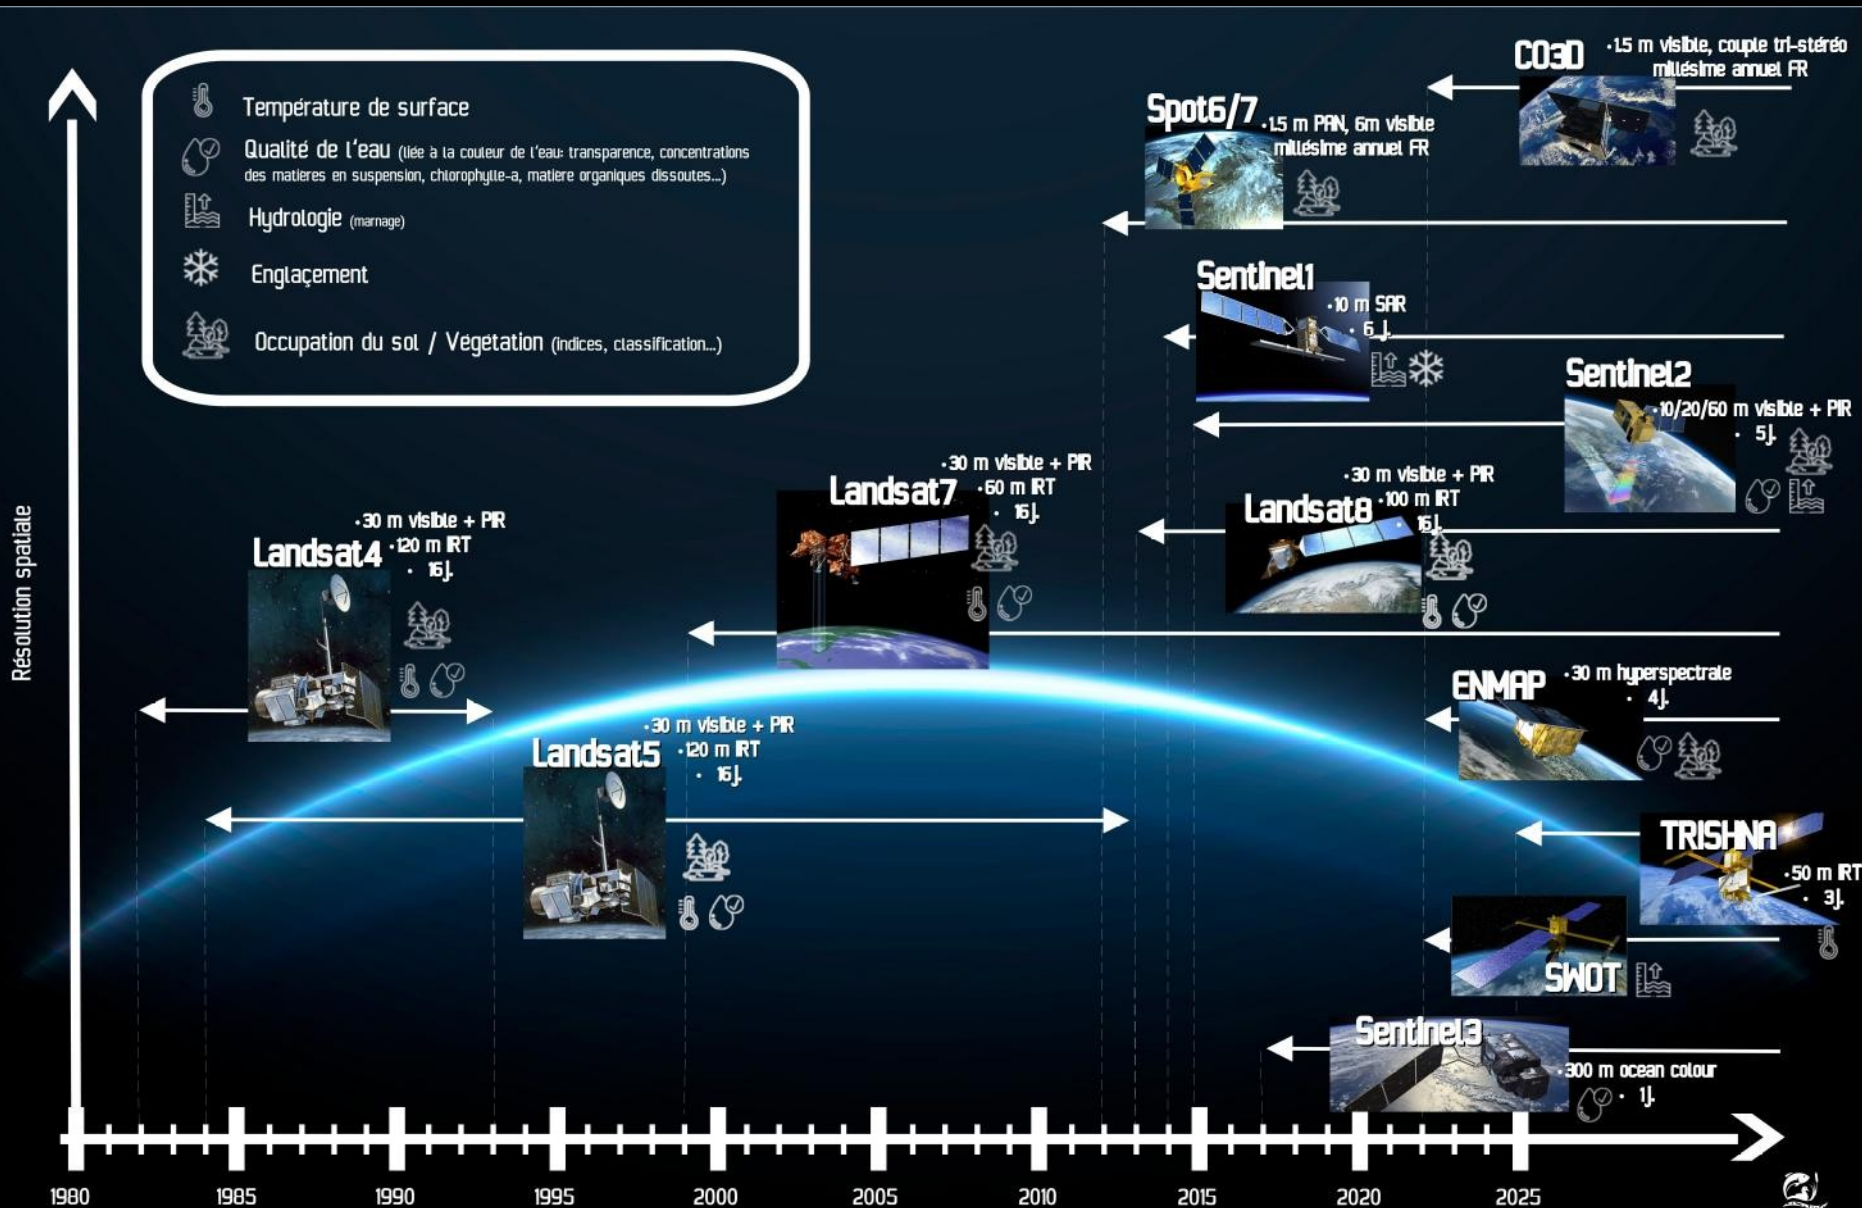 Température de surface
Qualité de l'eau (liée à la couleur de l'eau: transparence, concentrations
des matières en suspension, chlorophylle-a, matière organiques dissoutes...)
Hydrologie (marnage)
Englaçement
Occupation du sol / Végétation (indices, classification...)
CO3D
•1.5 m visible, couple tri-stéréo
millésime annuel FR
Spot6/7
•1.5 m PAN, 6m visible
millésime annuel FR
Sentinel1
•10 m SAR
• 6 j.
Sentinel2
•10/20/60 m visible + PIR
• 5j.
Landsat7
•30 m visible + PIR
•60 m IRT
• 16j.
Landsat8
•30 m visible + PIR
•100 m IRT
• 16j.
Landsat4
•30 m visible + PIR
•120 m IRT
• 16j.
Landsat5
•30 m visible + PIR
•120 m IRT
• 16j.
ENMAP
•30 m hyperspectrale
• 4j.
TRISHNA
•50 m IRT
• 3j.
SWOT
Sentinel3
•300 m ocean colour
• 1j.
Résolution spatiale
1980 1985 1990 1995 2000 2005 2010 2015 2020 2025